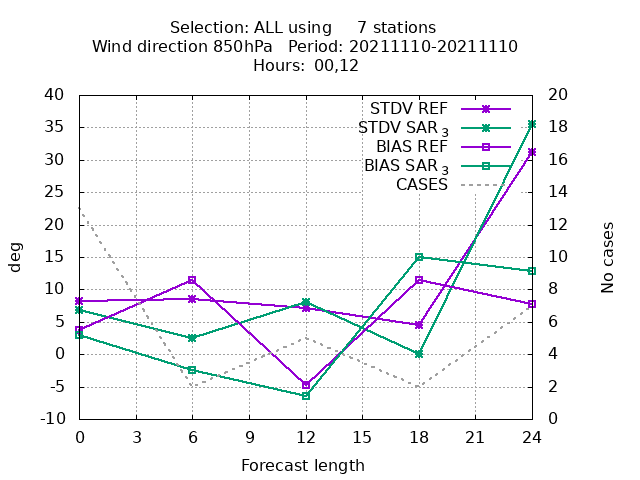 Selection: ALL using     7 stations
Wind direction 850hPa   Period: 20211110-20211110
Hours:  00,12
STDV REF
STDV SAR 3
BIAS REF
BIAS SAR 3
CASES
40
35
30
25
20
15
10
5
0
-5
-10
deg
20
18
16
14
12
10
8
6
4
2
0
No cases
0 3 6 9 12 15 18 21 24
Forecast length